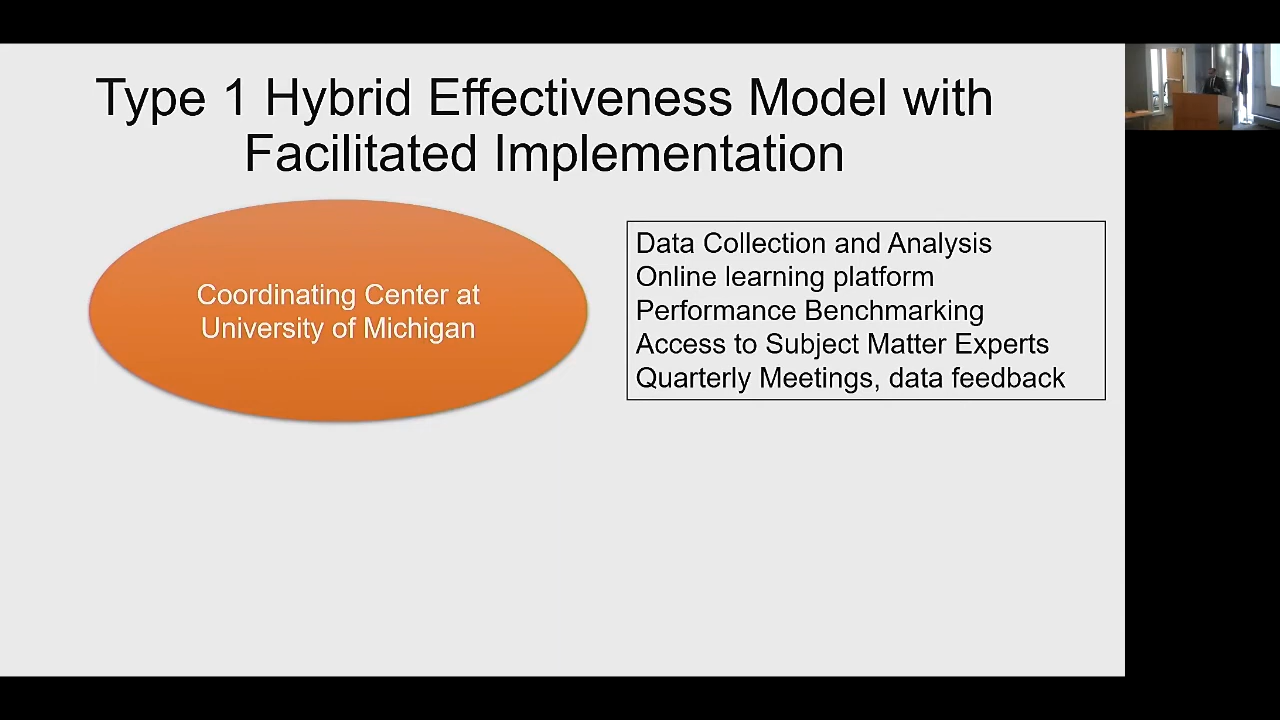 Type 1 Hybrid Effectiveness Model with
Facilitated Implementation
Coordinating Center at
University of Michigan
Data Collection and Analysis
Online learning platform
Performance Benchmarking
Access to Subject Matter Experts
Quarterly Meetings, data feedback